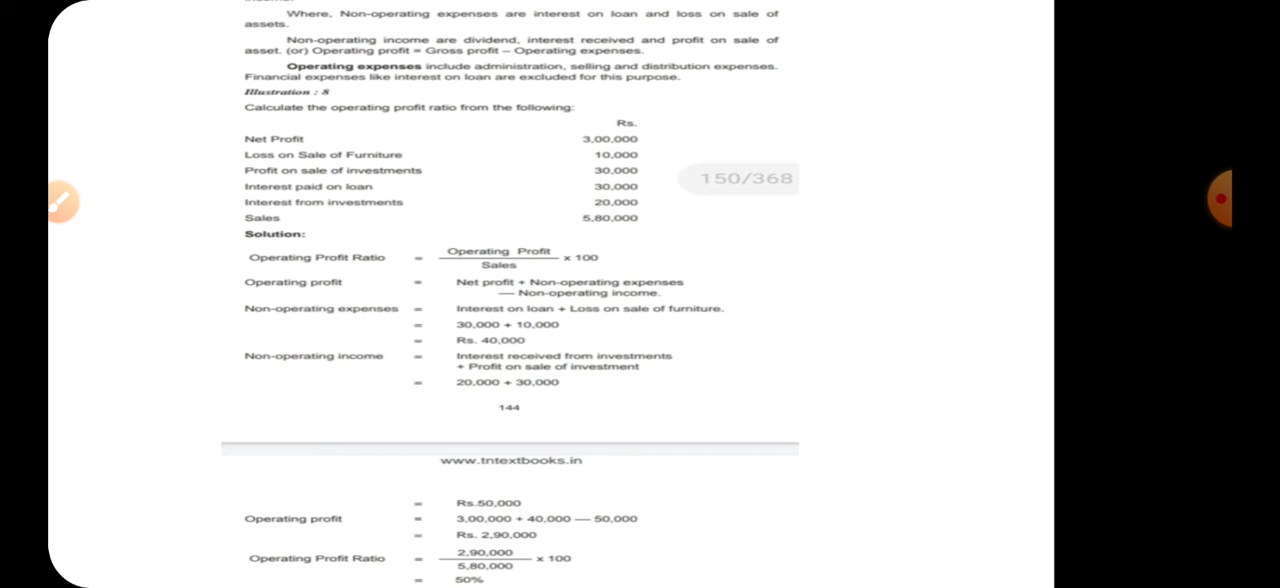 Where, Non-operating expenses are interest on loan and loss on sale of
assets.
Non-operating income are dividend, interest received and profit on sale of
asset. (or) Operating profit = Gross profit – Operating expenses.
Operating expenses include administration, selling and distribution expenses.
Financial expenses like interest on loan are excluded for this purpose.
Illustration : 8
Calculate the operating profit ratio from the following:
Rs.
Net Profit 3,00,000
Loss on Sale of Furniture 10,000
Profit on sale of investments 30,000
150/368
Interest paid on loan 30,000
Interest from investments 20,000
Sales 5,80,000
Solution:
Operating Profit Ratio = Operating Profit / Sales x 100
Operating profit = Net profit + Non-operating expenses
— Non-operating income.
Non-operating expenses = Interest on loan + Loss on sale of furniture.
= 30,000 + 10,000
= Rs. 40,000
Non-operating income = Interest received from investments
+ Profit on sale of investment
= 20,000 + 30,000
144
www.tntextbooks.in
= Rs.50,000
Operating profit = 3,00,000 + 40,000 — 50,000
= Rs. 2,90,000
Operating Profit Ratio = 2,90,000 / 5,80,000 x 100
= 50%